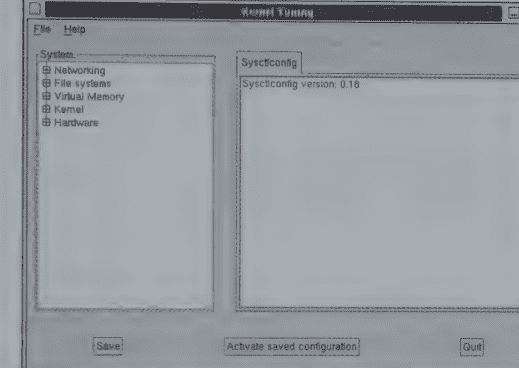 Kernel Tuning
File Help
System
Networking
File systems
Virtual Memory
Kernel
Hardware
Sysctlconfig
Sysctlconfig version: 0.16
Save
Activate saved configuration
Quit